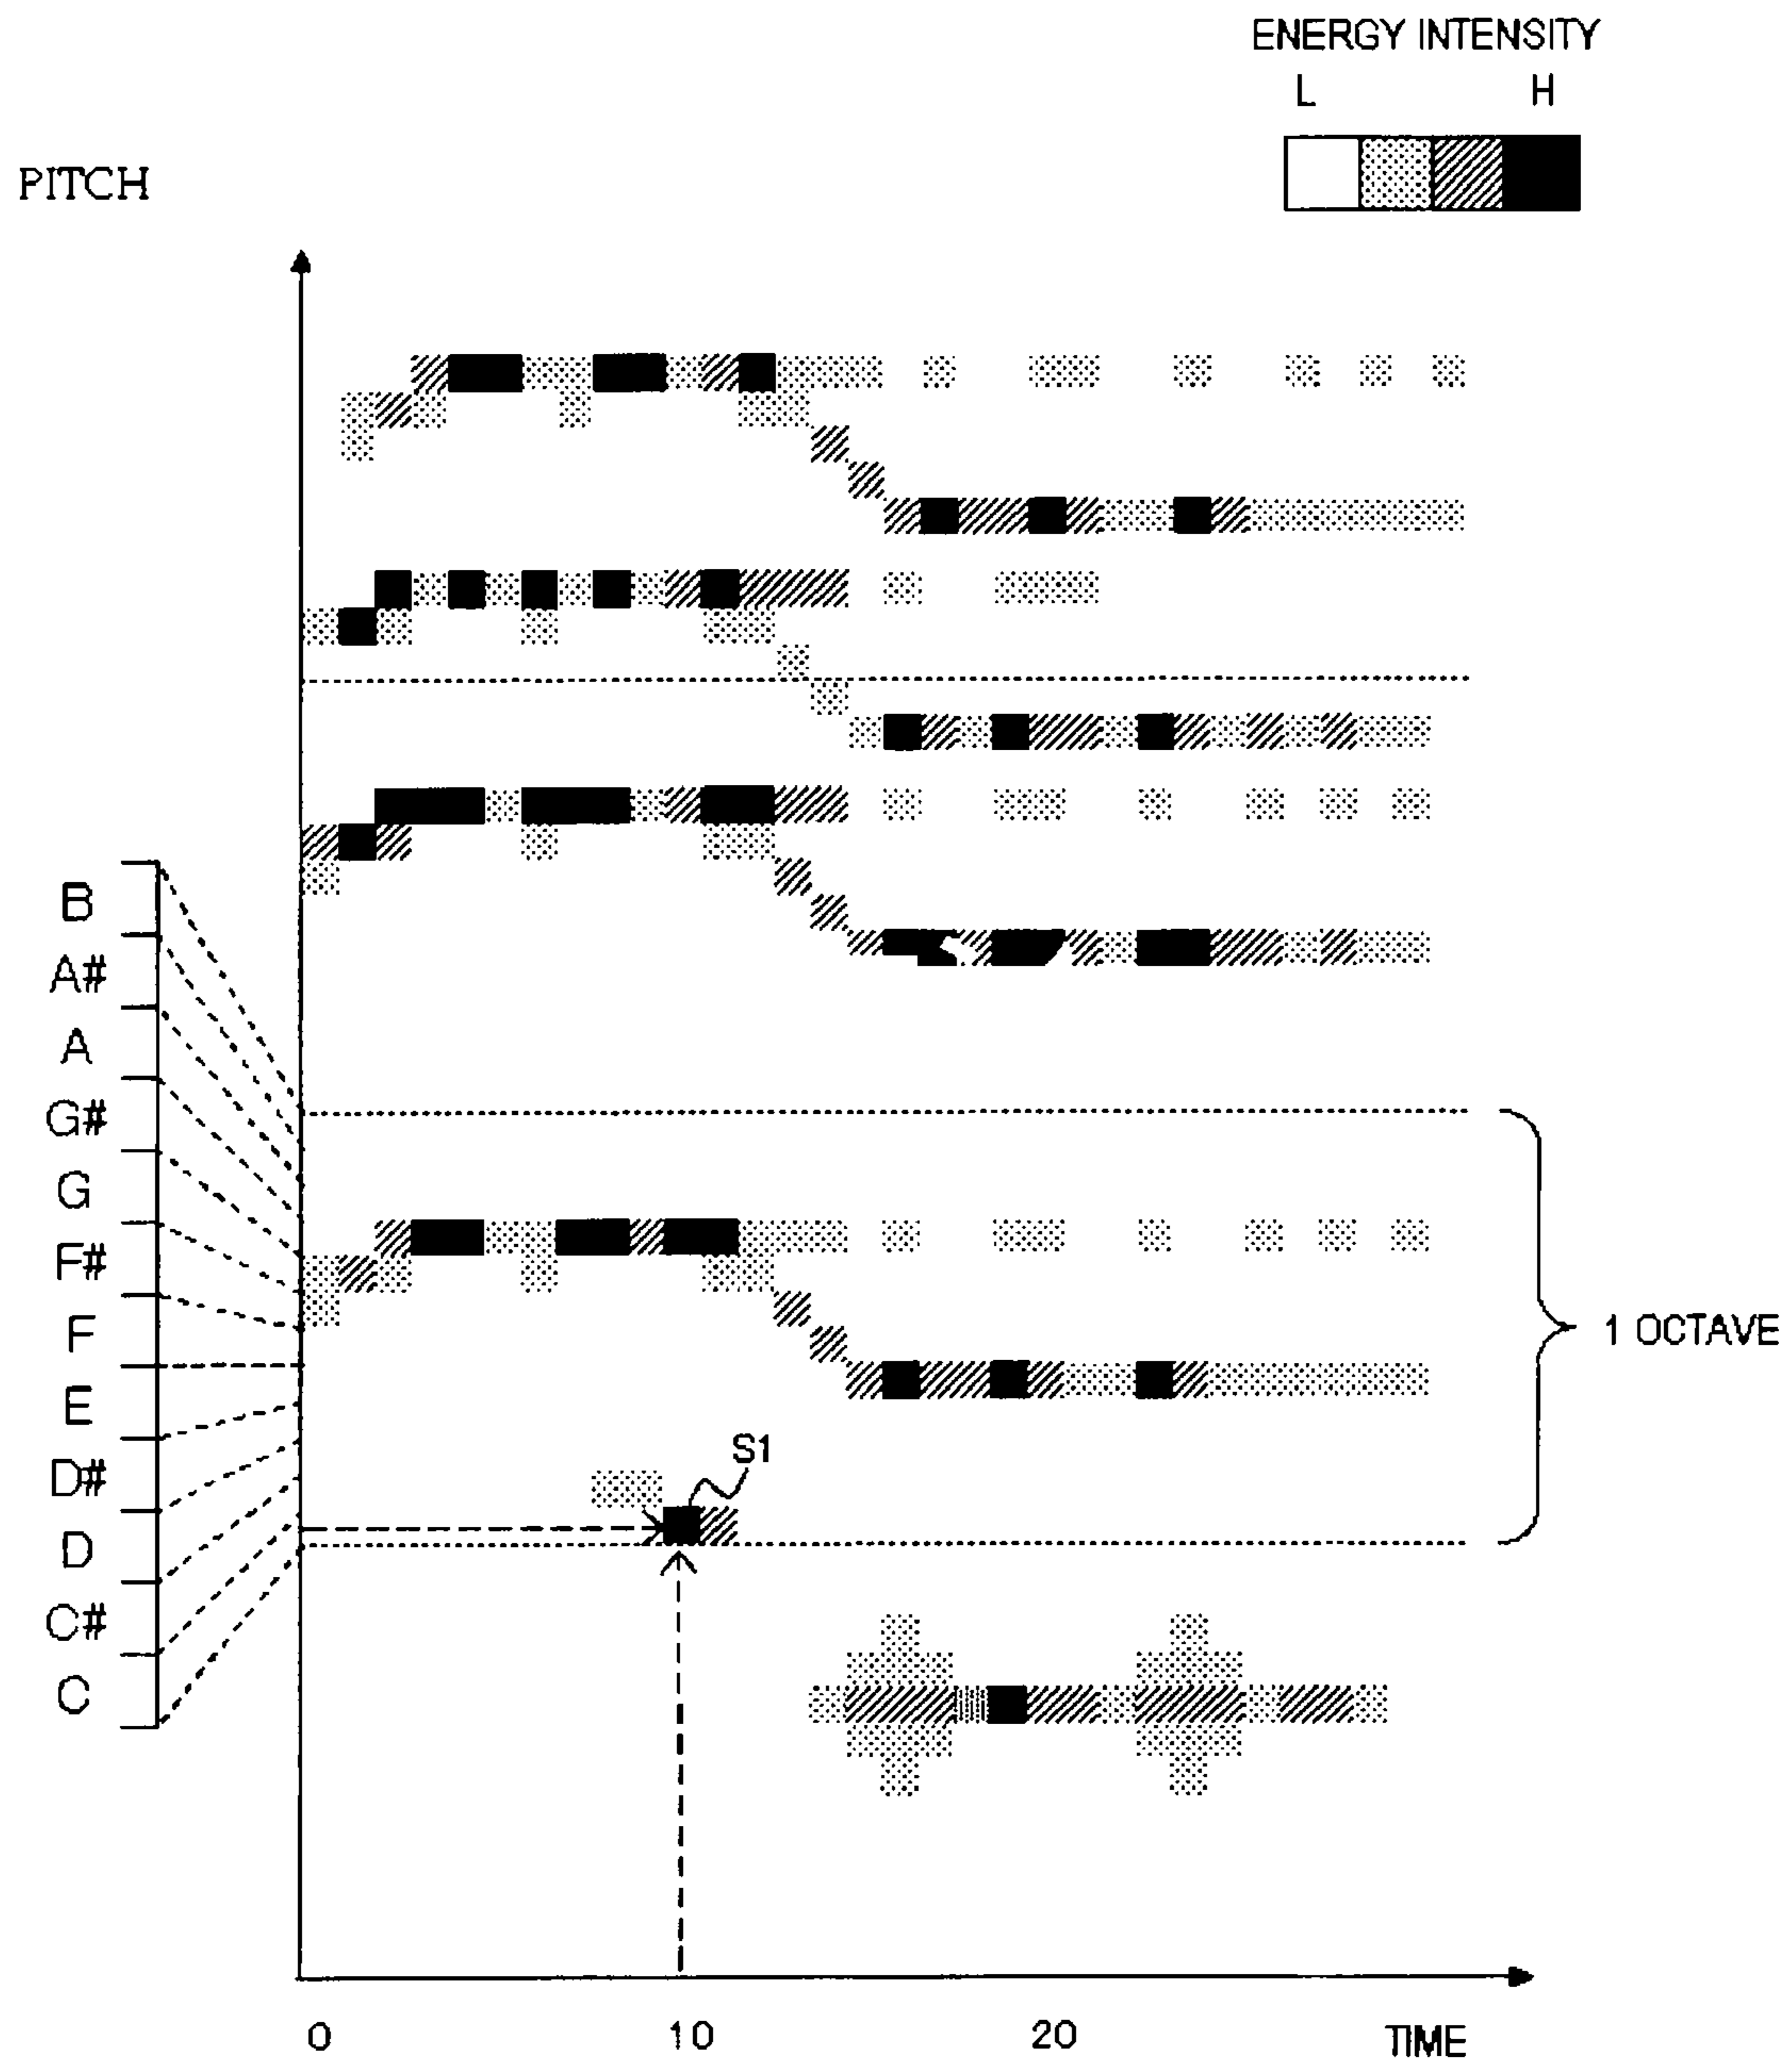 ENERGY INTENSITY
L H
PITCH
B
A#
A
G#
G
F#
F
E
D#
D
C#
C
1 OCTAVE
S1
0 10 20 TIME